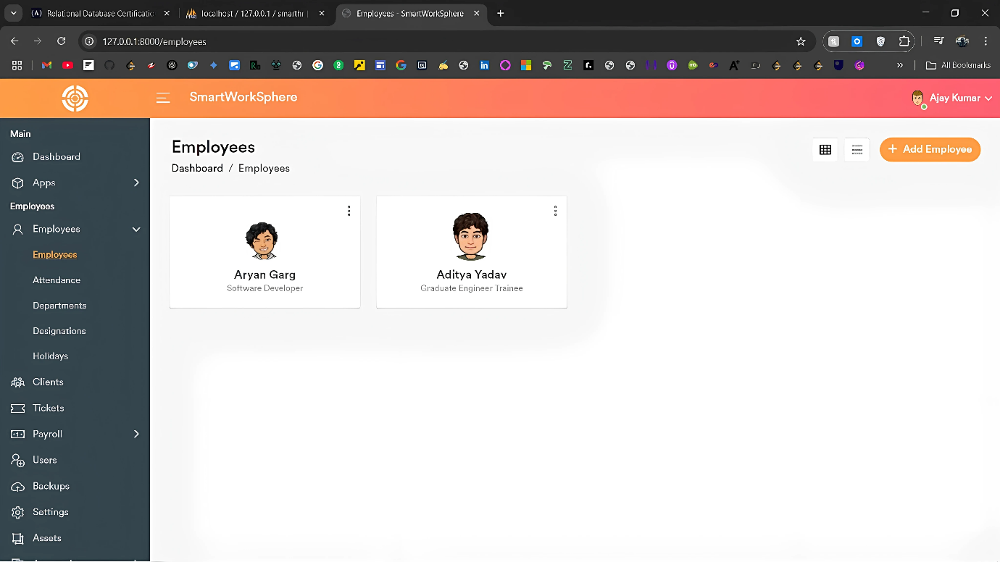 Relational Database Certificatio
localhost / 127.0.0.1 / smarthr
Employees - SmartWorkSphere
127.0.0.1:8000/employees
All Bookmarks
SmartWorkSphere
Ajay Kumar
Main
Dashboard
Apps
Employees
Employees
Employees
Attendance
Departments
Designations
Holidays
Clients
Tickets
Payroll
Users
Backups
Settings
Assets
Employees
Dashboard / Employees
+ Add Employee
Aryan Garg
Software Developer
Aditya Yadav
Graduate Engineer Trainee